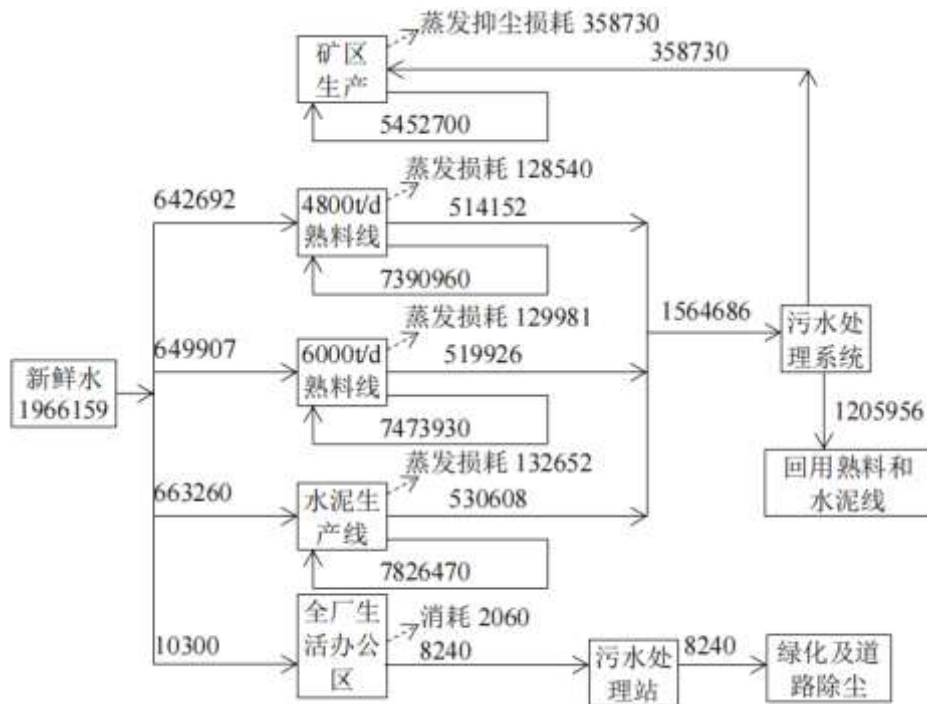 蒸发抑尘损耗 358730
矿区
生产
358730
5452700
蒸发损耗 128540
642692
4800t/d
熟料线
514152
7390960
蒸发损耗 129981
1564686
污水处
理系统
649907
6000t/d
熟料线
519926
新鲜水
1966159
7473930
1205956
蒸发损耗 132652
回用熟料和
水泥线
663260
水泥生
产线
530608
7826470
全厂生
活办公
区
消耗 2060
10300
8240
污水处
理站
8240
绿化及道
路除尘